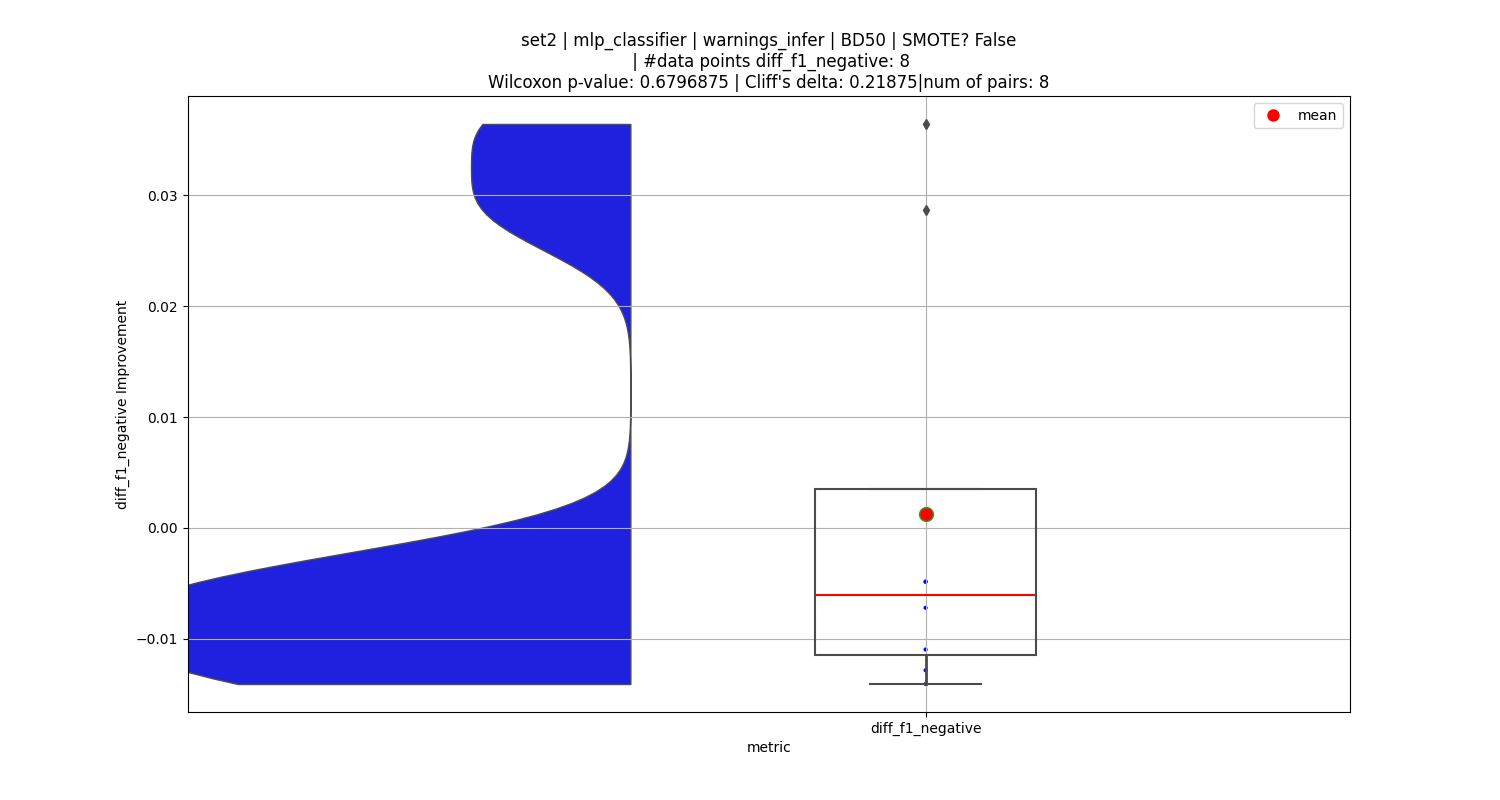 set2 | mlp_classifier | warnings_infer | BD50 | SMOTE? False
| #data points diff_f1_negative: 8
Wilcoxon p-value: 0.6796875 | Cliff's delta: 0.21875|num of pairs: 8
mean
0.03
0.02
0.01
0.00
−0.01
diff_f1_negative Improvement
diff_f1_negative
metric